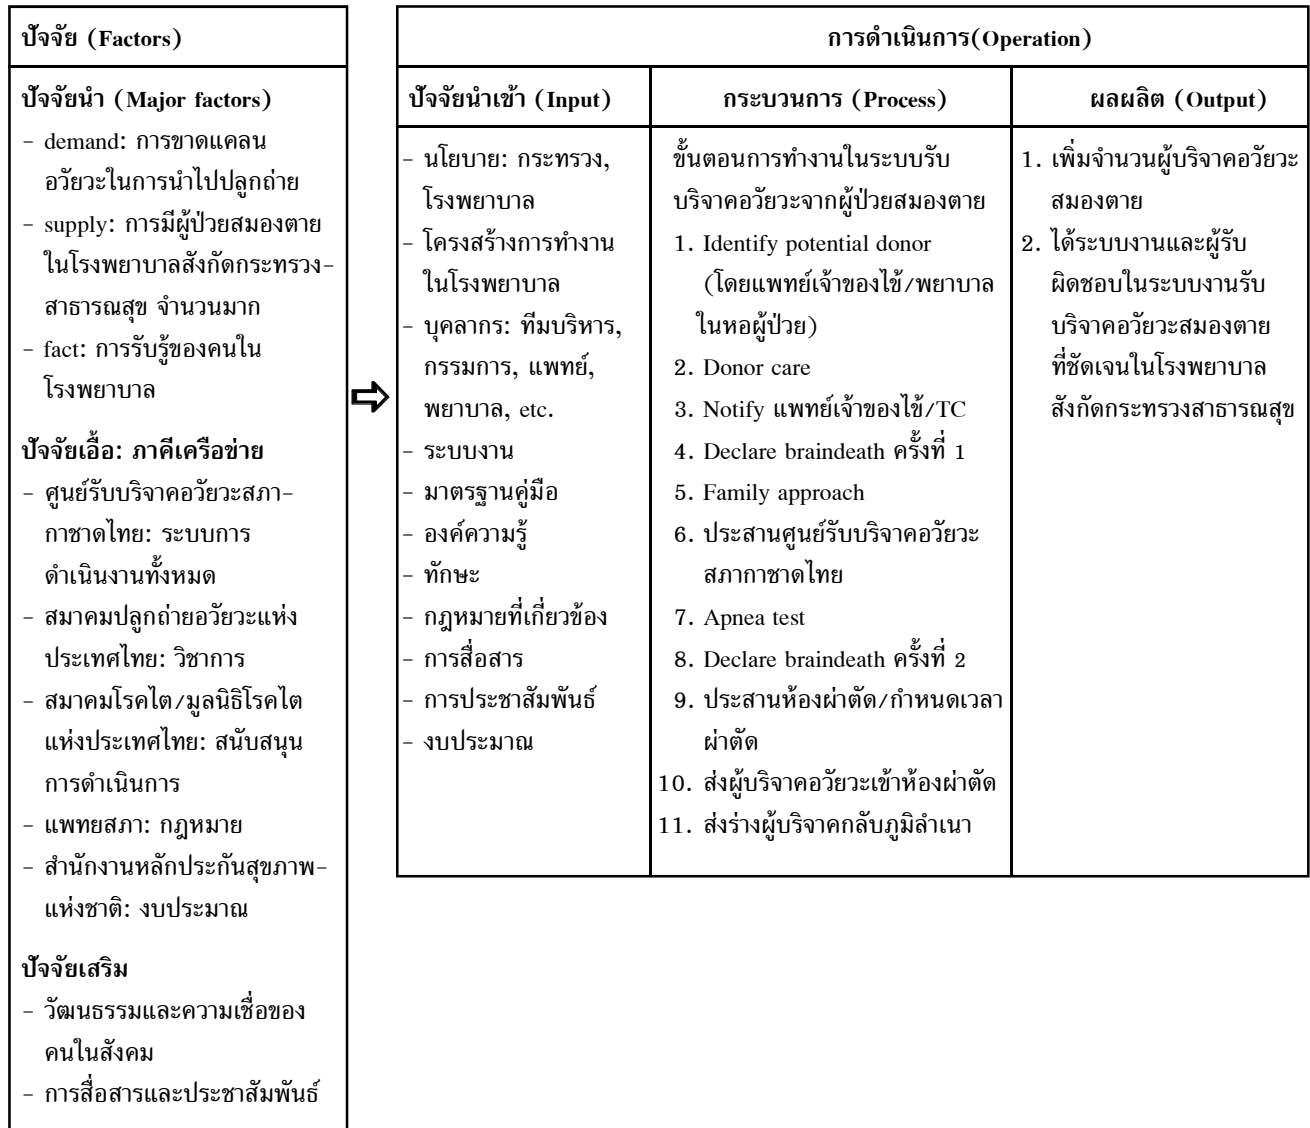 ปัจจัย (Factors)
ปัจจัยนำ (Major factors)
- demand: การขาดแคลน
อวัยวะในการนำไปปลูกถ่าย
- supply: การมีผู้ป่วยสมองตาย
ในโรงพยาบาลสังกัดกระทรวง-
สาธารณสุข จำนวนมาก
- fact: การรับรู้ของคนใน
โรงพยาบาล
ปัจจัยเอื้อ: ภาคีเครือข่าย
- ศูนย์รับบริจาคอวัยวะสภา-
กาชาดไทย: ระบบการ
ดำเนินงานทั้งหมด
- สมาคมปลูกถ่ายอวัยวะแห่ง
ประเทศไทย: วิชาการ
- สมาคมโรคไต/มูลนิธิโรคไต
แห่งประเทศไทย: สนับสนุน
การดำเนินการ
- แพทยสภา: กฎหมาย
- สำนักงานหลักประกันสุขภาพ-
แห่งชาติ: งบประมาณ
ปัจจัยเสริม
- วัฒนธรรมและความเชื่อของ
คนในสังคม
- การสื่อสารและประชาสัมพันธ์
การดำเนินการ(Operation)
ปัจจัยนำเข้า (Input)
- นโยบาย: กระทรวง,
โรงพยาบาล
- โครงสร้างการทำงาน
ในโรงพยาบาล
- บุคลากร: ทีมบริหาร,
กรรมการ, แพทย์,
พยาบาล, etc.
- ระบบงาน
- มาตรฐานคู่มือ
- องค์ความรู้
- ทักษะ
- กฎหมายที่เกี่ยวข้อง
- การสื่อสาร
- การประชาสัมพันธ์
- งบประมาณ
กระบวนการ (Process)
ขั้นตอนการทำงานในระบบรับ
บริจาคอวัยวะจากผู้ป่วยสมองตาย
1. Identify potential donor
(โดยแพทย์เจ้าของไข้/พยาบาล
ในหอผู้ป่วย)
2. Donor care
3. Notify แพทย์เจ้าของไข้/TC
4. Declare braindeath ครั้งที่ 1
5. Family approach
6. ประสานศูนย์รับบริจาคอวัยวะ
สภากาชาดไทย
7. Apnea test
8. Declare braindeath ครั้งที่ 2
9. ประสานห้องผ่าตัด/กำหนดเวลา
ผ่าตัด
10. ส่งผู้บริจาคอวัยวะเข้าห้องผ่าตัด
11. ส่งร่างผู้บริจาคกลับภูมิลำเนา
ผลผลิต (Output)
1. เพิ่มจำนวนผู้บริจาคอวัยวะ
สมองตาย
2. ได้ระบบงานและผู้รับ
ผิดชอบในระบบงานรับ
บริจาคอวัยวะสมองตาย
ที่ชัดเจนในโรงพยาบาล
สังกัดกระทรวงสาธารณสุข